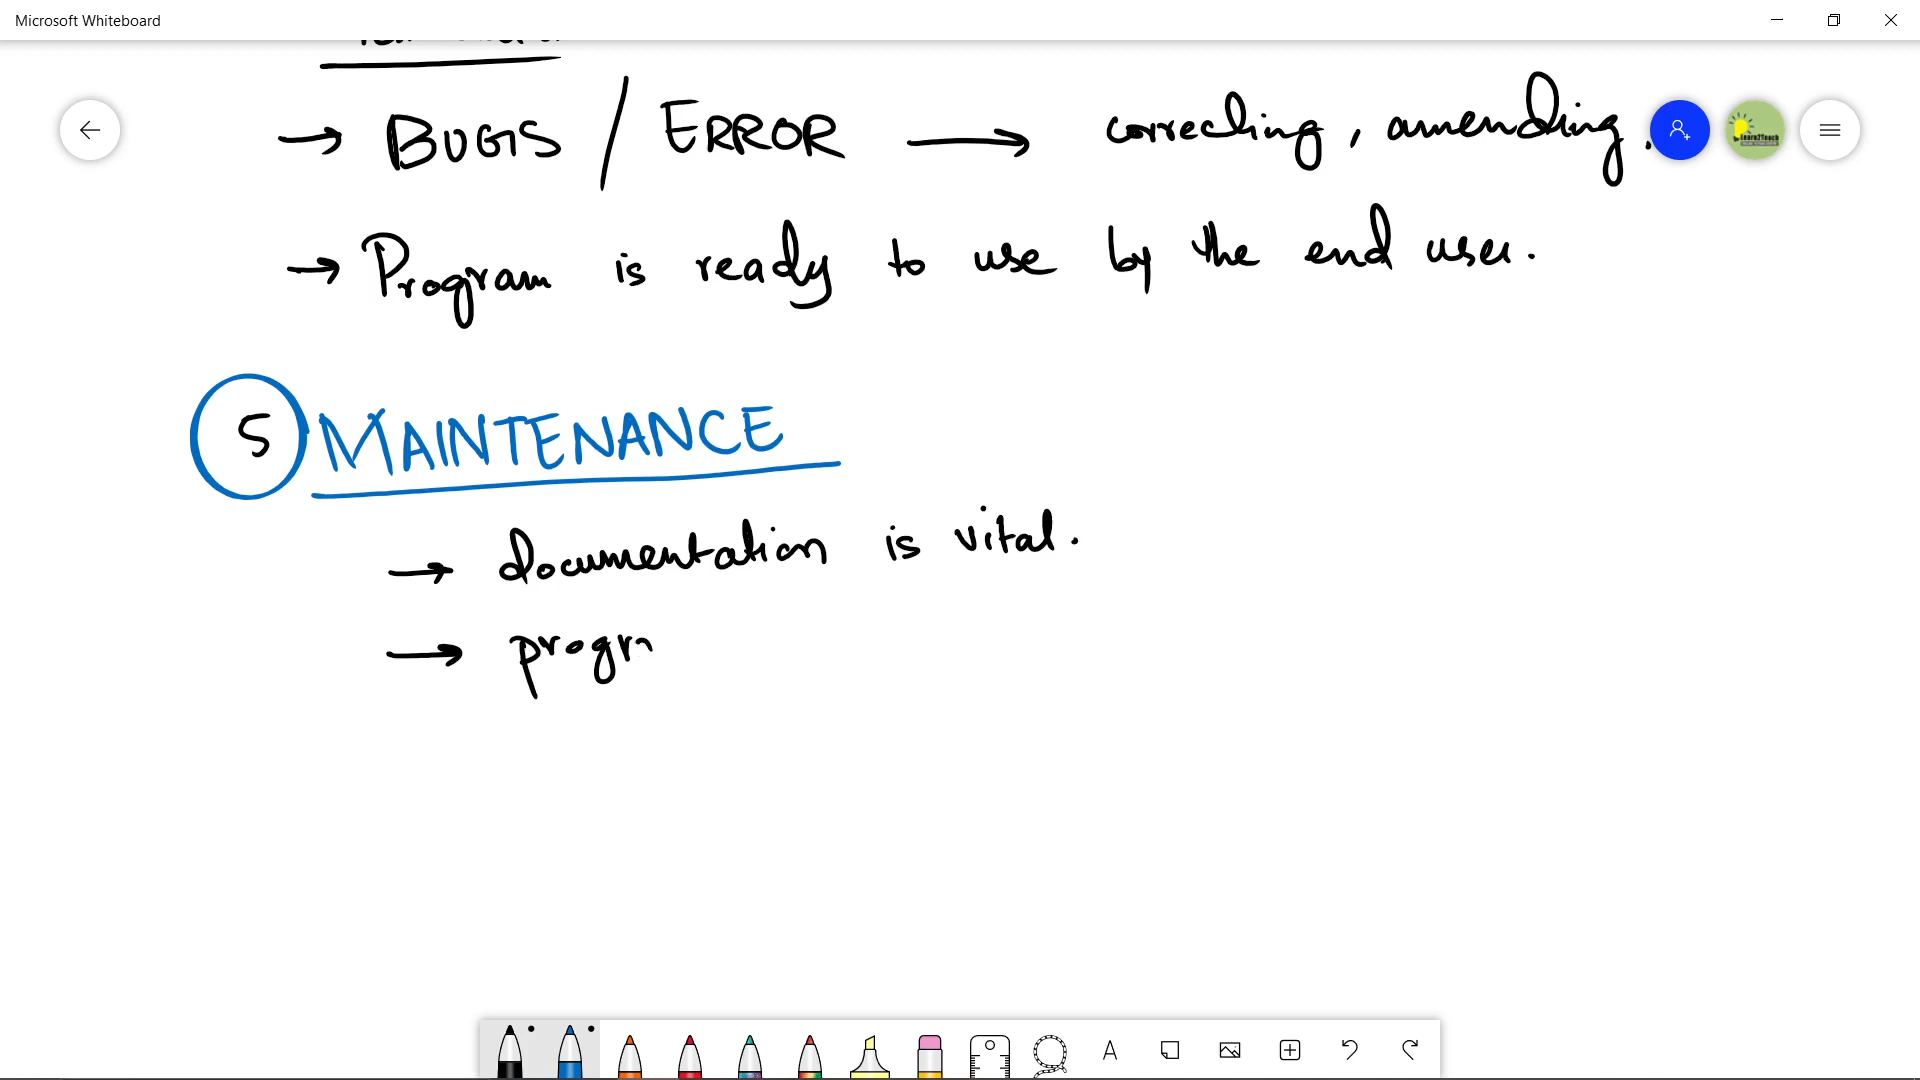 Microsoft Whiteboard
→ BUGS / ERROR → correcting, amending.
Learn2Teach
→ Program is ready to use by the end user.
5 MAINTENANCE
→ documentation is vital.
→ progr
A